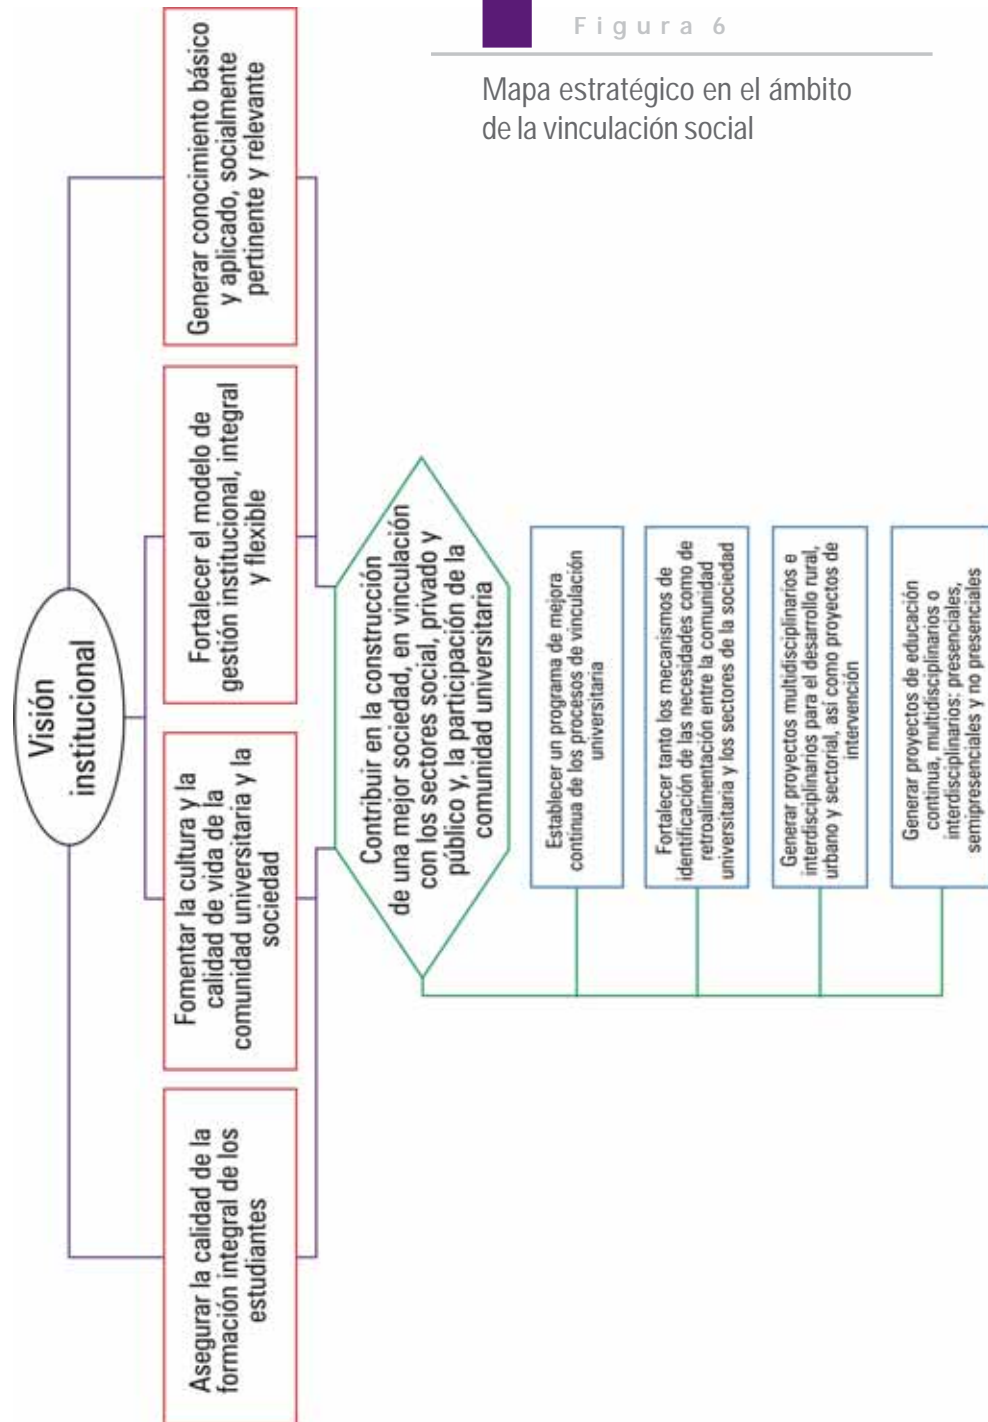 Figura 6
Mapa estratégico en el ámbito
de la vinculación social
Visión
institucional
Asegurar la calidad de la
formación integral de los
estudiantes
Fomentar la cultura y la
calidad de vida de la
comunidad universitaria y la
sociedad
Fortalecer el modelo de
gestión institucional, integral
y flexible
Generar conocimiento básico
y aplicado, socialmente
pertinente y relevante
Contribuir en la construcción
de una mejor sociedad, en vinculación
con los sectores social, privado y
público y, la participación de la
comunidad universitaria
Establecer un programa de mejora
continua de los procesos de vinculación
universitaria
Fortalecer tanto los mecanismos de
identificación de las necesidades como de
retroalimentación entre la comunidad
universitaria y los sectores de la sociedad
Generar proyectos multidisciplinarios e
interdisciplinarios para el desarrollo rural,
urbano y sectorial, así como proyectos de
intervención
Generar proyectos de educación
continua, multidisciplinarios o
interdisciplinarios: presenciales,
semipresenciales y no presenciales